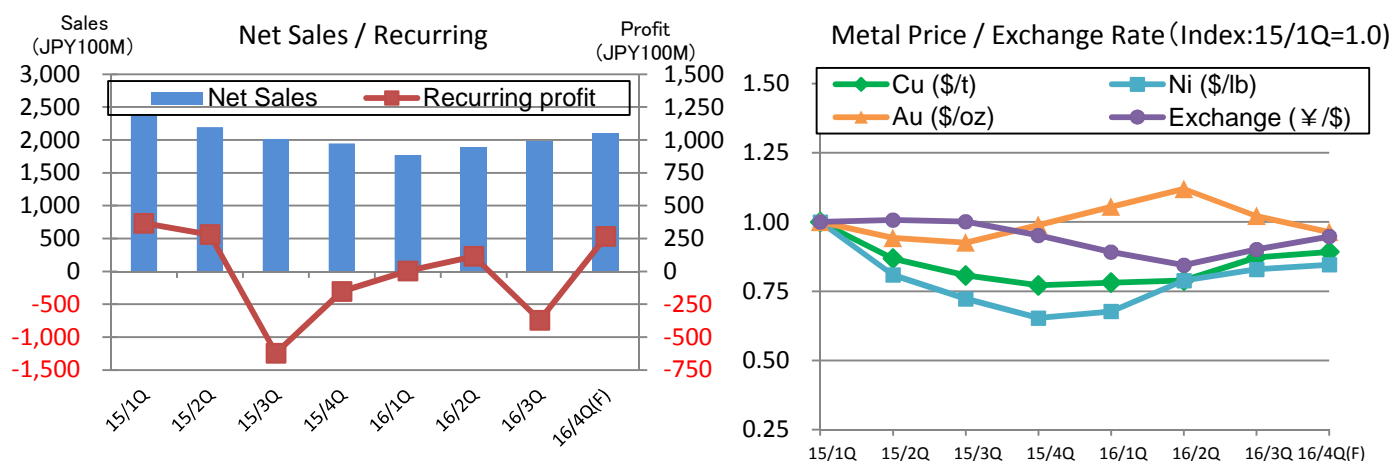 Sales
（JPY100M）
Net Sales / Recurring
Profit
（JPY100M）
3,000
2,500
2,000
1,500
1,000
500
0
-500
-1,000
-1,500
Net Sales
Recurring profit
1,500
1,250
1,000
750
500
250
0
-250
-500
-750
15/1Q
15/2Q
15/3Q
15/4Q
16/1Q
16/2Q
16/3Q
16/4Q(F)
Metal Price / Exchange Rate（Index:15/1Q=1.0)
1.50
1.25
1.00
0.75
0.50
0.25
Cu ($/t)
Ni ($/lb)
Au ($/oz)
Exchange (￥/$)
15/1Q
15/2Q
15/3Q
15/4Q
16/1Q
16/2Q
16/3Q
16/4Q(F)